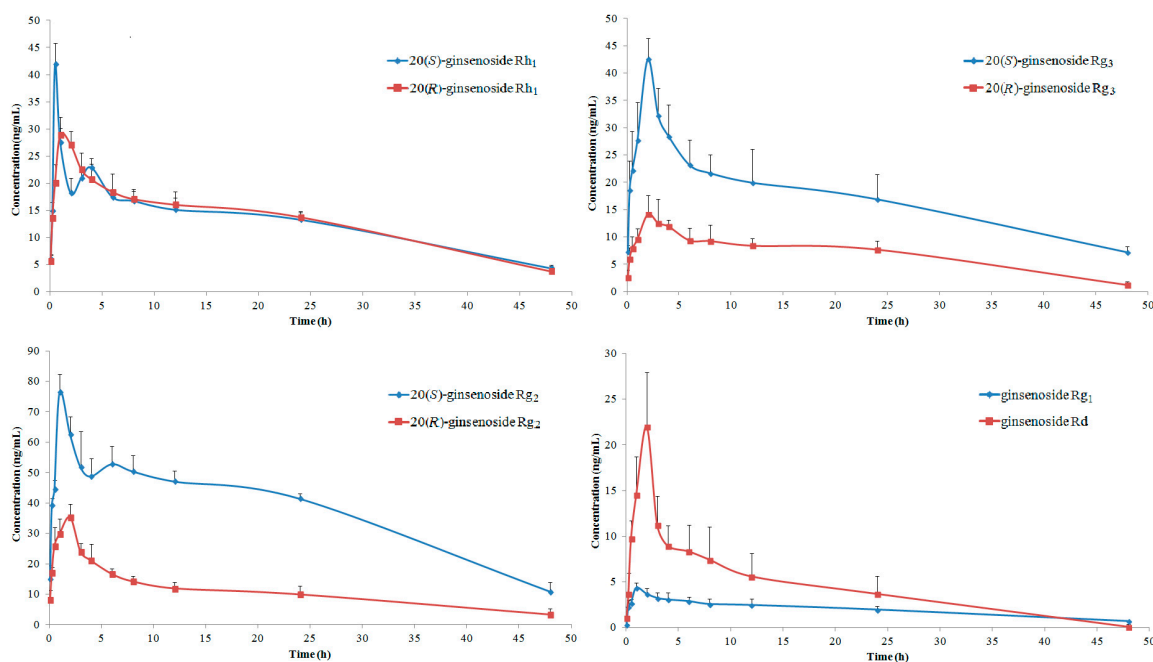 50
45
40
35
30
25
20
15
10
5
0
Concentration(ng/mL)
20(S)-ginsenoside Rh1
20(R)-ginsenoside Rh1
0 5 10 15 20 25 30 35 40 45 50
Time(h)
50
45
40
35
30
25
20
15
10
5
0
Concentration(ng/mL)
20(S)-ginsenoside Rg3
20(R)-ginsenoside Rg3
0 5 10 15 20 25 30 35 40 45 50
Time(h)
90
80
70
60
50
40
30
20
10
0
Concentration (ng/mL)
20(S)-ginsenoside Rg2
20(R)-ginsenoside Rg2
0 5 10 15 20 25 30 35 40 45 50
Time (h)
30
25
20
15
10
5
0
Concentration (ng/mL)
ginsenoside Rg1
ginsenoside Rd
0 5 10 15 20 25 30 35 40 45 50
Time (h)